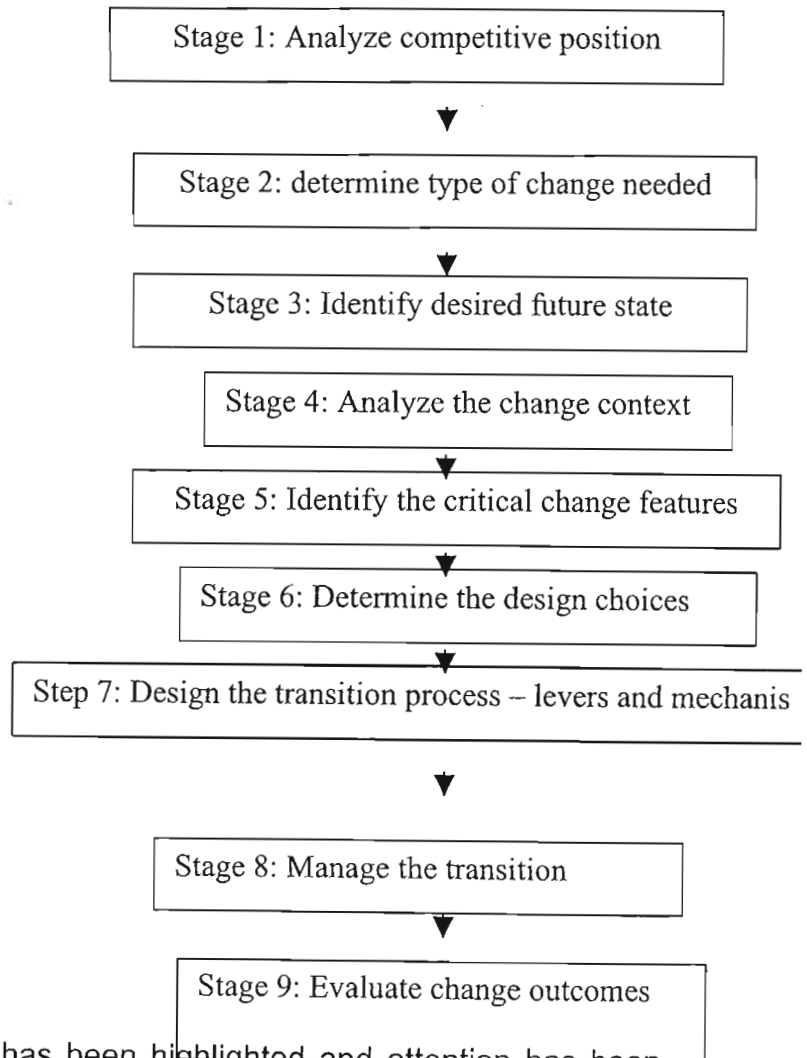 Stage 1: Analyze competitive position
Stage 2: determine type of change needed
Stage 3: Identify desired future state
Stage 4: Analyze the change context
Stage 5: Identify the critical change features
Stage 6: Determine the design choices
Step 7: Design the transition process – levers and mechanis
Stage 8: Manage the transition
Stage 9: Evaluate change outcomes
has been highlighted and attention has been